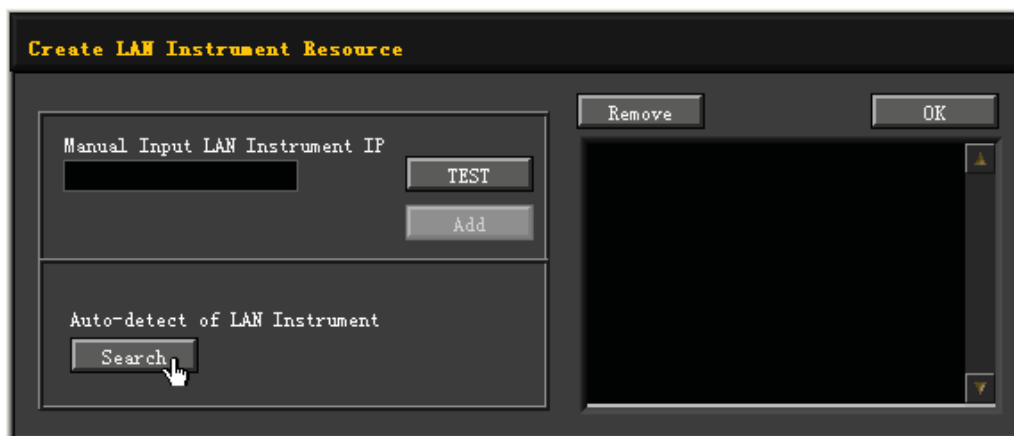 Create LAN Instrument Resource
Manual Input LAN Instrument IP
TEST
Add
Auto-detect of LAN Instrument
Search
Remove
OK